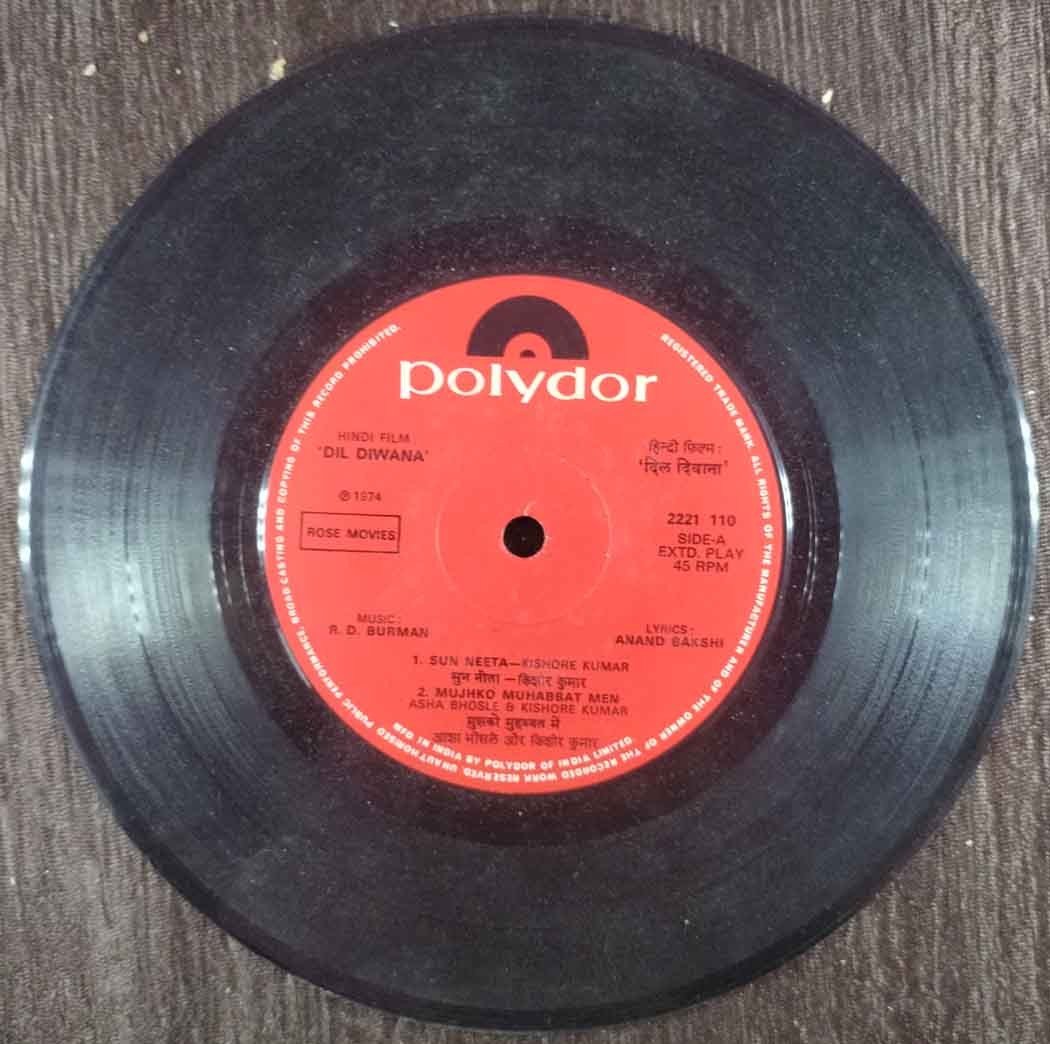 polydor
HINDI FILM
'DIL DIWANA'
हिन्दी फ़िल्म :
'दिल दिवाना'
℗ 1974
ROSE MOVIES
2221 110
SIDE-A
EXTD. PLAY
45 RPM
MUSIC :
R. D. BURMAN
LYRICS :
ANAND BAKSHI
1. SUN NEETA—KISHORE KUMAR
सुन नीता – किशोर कुमार
2. MUJHKO MUHABBAT MEN
ASHA BHOSLE & KISHORE KUMAR
मुझको मुहब्बत में
आशा भोंसले और किशोर कुमार
REGISTERED TRADE MARK. ALL RIGHTS OF THE MANUFACTURER AND OF THE OWNER OF THE RECORDED WORK RESERVED. UNAUTHORISED PUBLIC PERFORMANCE, BROADCASTING AND COPYING OF THIS RECORD PROHIBITED.
MFD IN INDIA BY POLYDOR OF INDIA LIMITED.